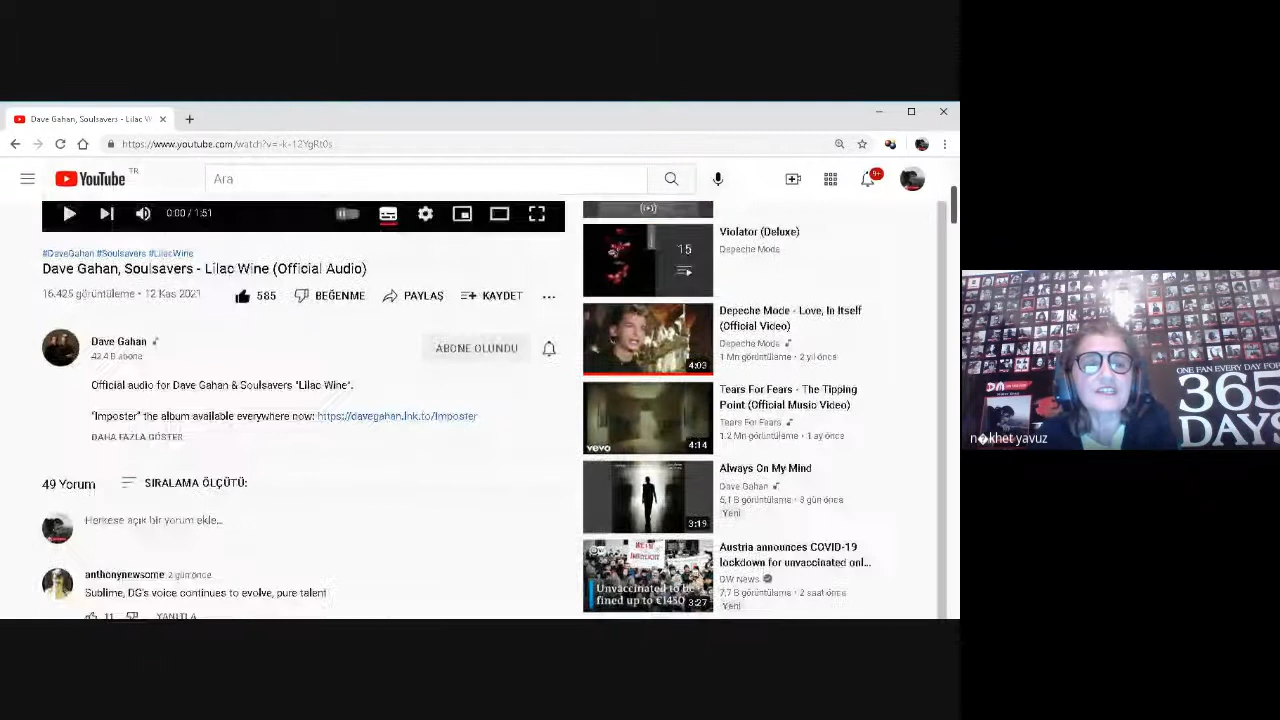 Dave Gahan, Soulsavers - Lilac W
https://www.youtube.com/watch?v=-k-12YgRt0s
YouTube TR
Ara
9+
0:00 / 1:51
#DaveGahan #Soulsavers #LilacWine
Dave Gahan, Soulsavers - Lilac Wine (Official Audio)
16.425 görüntüleme • 12 Kas 2021
585
BEĞENME
PAYLAŞ
KAYDET
Dave Gahan
42,4 B abone
ABONE OLUNDU
Official audio for Dave Gahan & Soulsavers "Lilac Wine".
"Imposter" the album available everywhere now: https://davegahan.lnk.to/Imposter
DAHA FAZLA GÖSTER
49 Yorum
SIRALAMA ÖLÇÜTÜ:
Herkese açık bir yorum ekle...
anthonynewsome 2 gün önce
Sublime, DG's voice continues to evolve, pure talent
11
YANITLA
15
Violator (Deluxe)
Depeche Mode
4:03
Depeche Mode - Love, In Itself
(Official Video)
Depeche Mode
1 Mn görüntüleme • 2 yıl önce
vevo
4:14
Tears For Fears - The Tipping
Point (Official Music Video)
Tears For Fears
1,2 Mn görüntüleme • 1 ay önce
3:19
Always On My Mind
Dave Gahan
5,1 B görüntüleme • 3 gün önce
Yeni
DW
Unvaccinated to be
fined up to €1450
3:27
Austria announces COVID-19
lockdown for unvaccinated onl...
DW News
7,7 B görüntüleme • 2 saat önce
Yeni
DM
ONE FAN EVERY DAY FOR
365
DAYS
n�khet yavuz